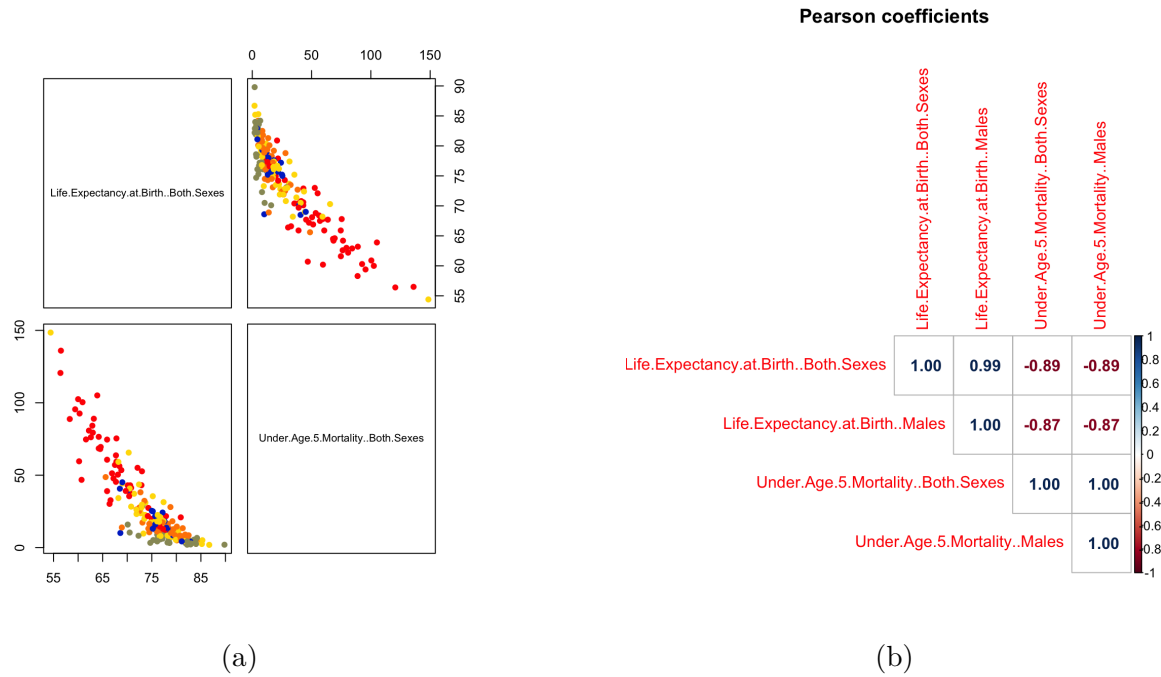 Pearson coefficients
0 50 100 150
Life.Expectancy.at.Birth..Both.Sexes
55 60 65 70 75 80 85 90
0 50 100 150
Under.Age.5.Mortality..Both.Sexes
55 65 75 85
(a)
Life.Expectancy.at.Birth..Both.Sexes
Life.Expectancy.at.Birth..Males
Under.Age.5.Mortality..Both.Sexes
Under.Age.5.Mortality..Males
Life.Expectancy.at.Birth..Both.Sexes 1.00 0.99 -0.89 -0.89
Life.Expectancy.at.Birth..Males 1.00 -0.87 -0.87
Under.Age.5.Mortality..Both.Sexes 1.00 1.00
Under.Age.5.Mortality..Males 1.00
1
0.8
0.6
0.4
0.2
0
-0.2
-0.4
-0.6
-0.8
-1
(b)